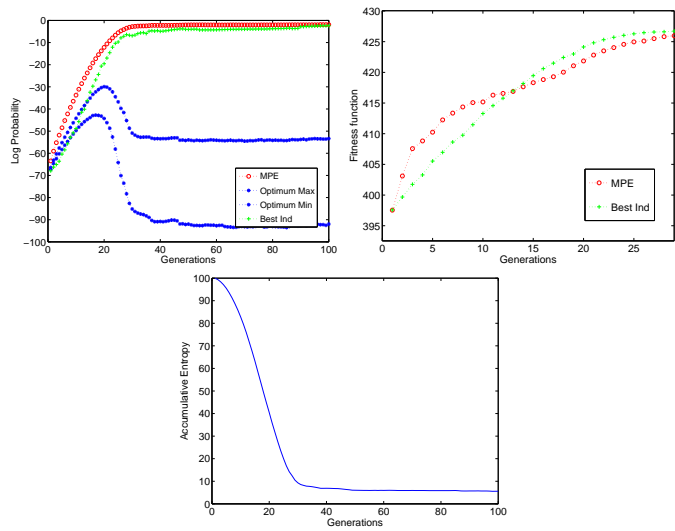 0
−10
−20
−30
−40
−50
−60
−70
−80
−90
−100
0 20 40 60 80 100
Log Probability
Generations
MPE
Optimum Max
Optimum Min
Best Ind
430
425
415
405
395
0 5 10 15 20 25
Fitness function
Generations
MPE
Best Ind
100
90
80
70
60
50
40
30
20
10
0
0 20 40 60 80 100
Accumulative Entropy
Generations